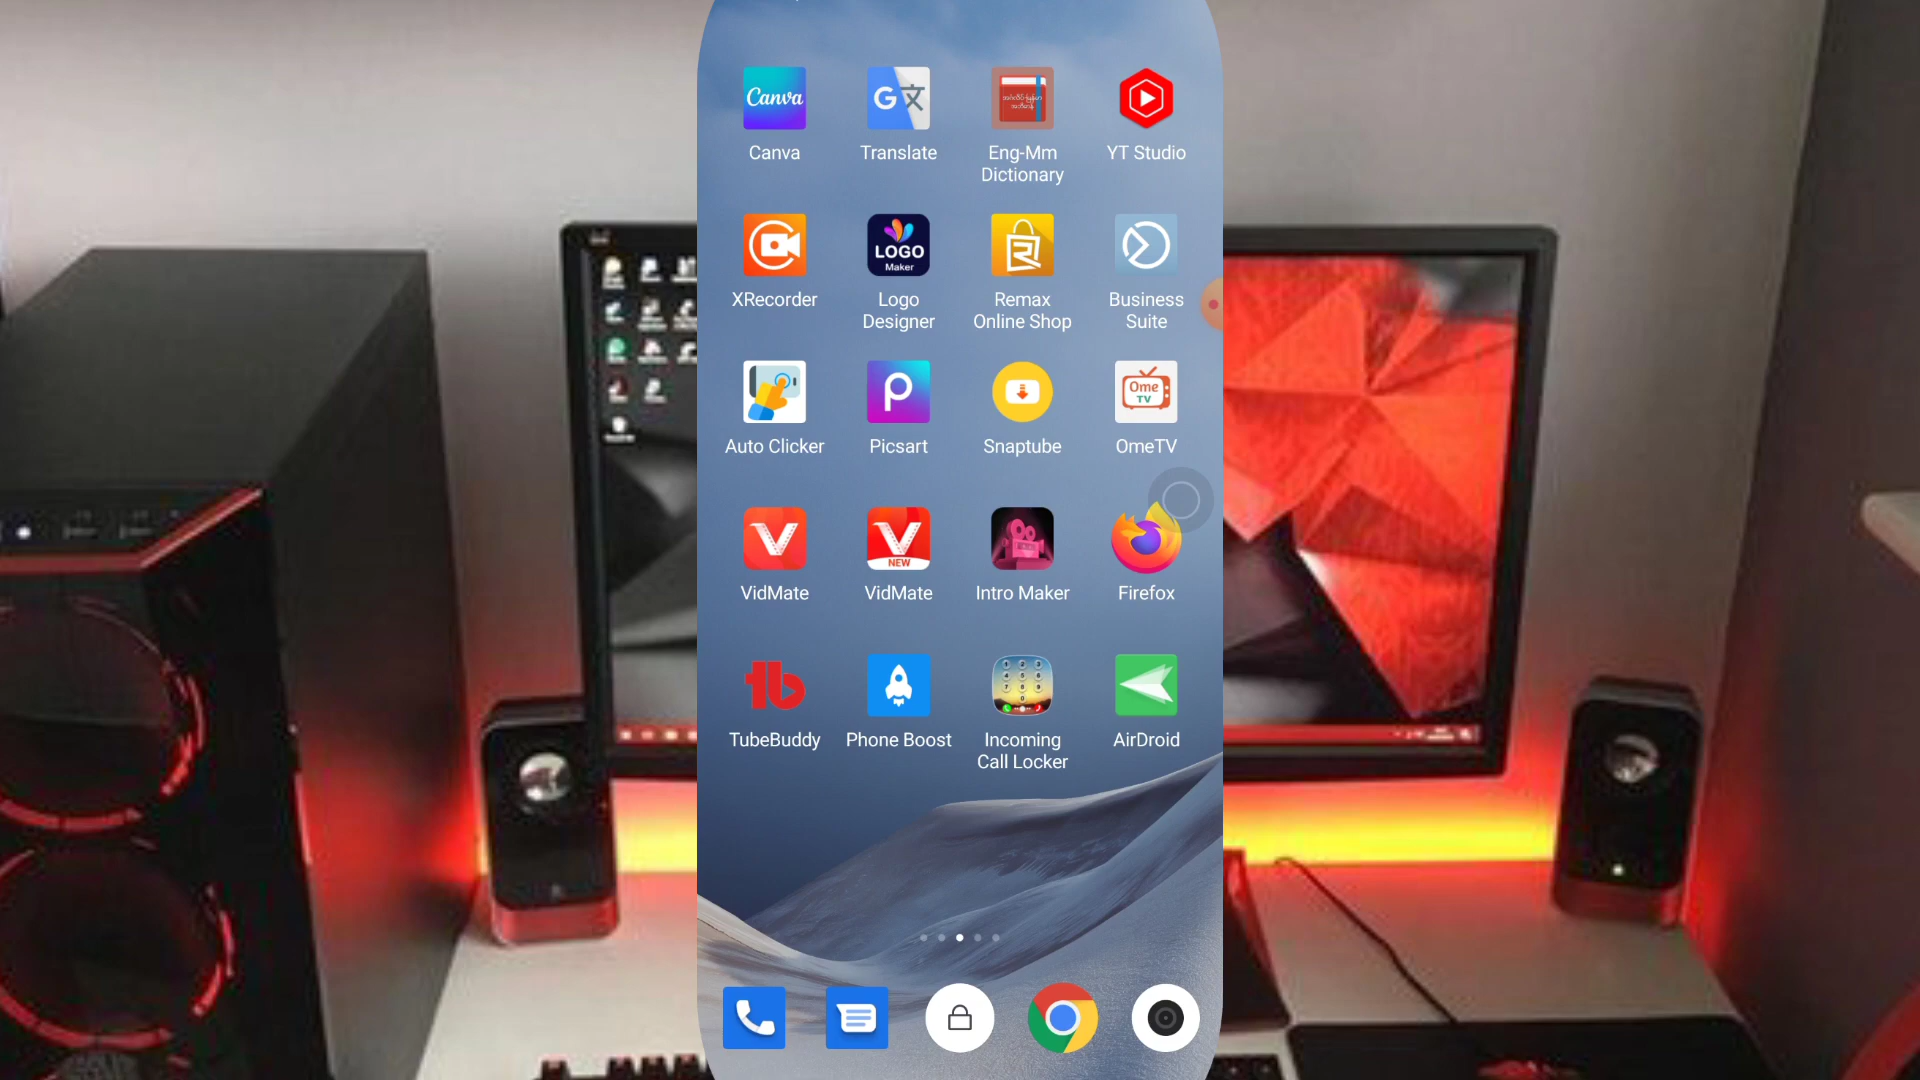 Canva
Translate
Eng-Mm
Dictionary
YT Studio
XRecorder
LOGO
Maker
Logo
Designer
Remax
Online Shop
Business
Suite
Auto Clicker
Picsart
Snaptube
Ome
TV
OmeTV
VidMate
NEW
VidMate
Intro Maker
Firefox
TubeBuddy
Phone Boost
Incoming
Call Locker
AirDroid